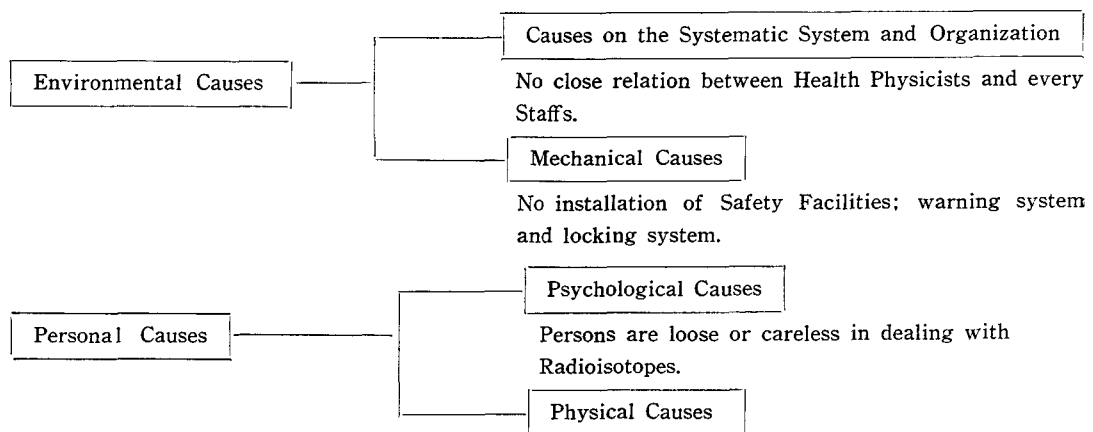 Causes on the Systematic System and Organization
Environmental Causes
No close relation between Health Physicists and every
Staffs.
Mechanical Causes
No installation of Safety Facilities; warning system
and locking system.
Psychological Causes
Personal Causes
Persons are loose or careless in dealing with
Radioisotopes.
Physical Causes